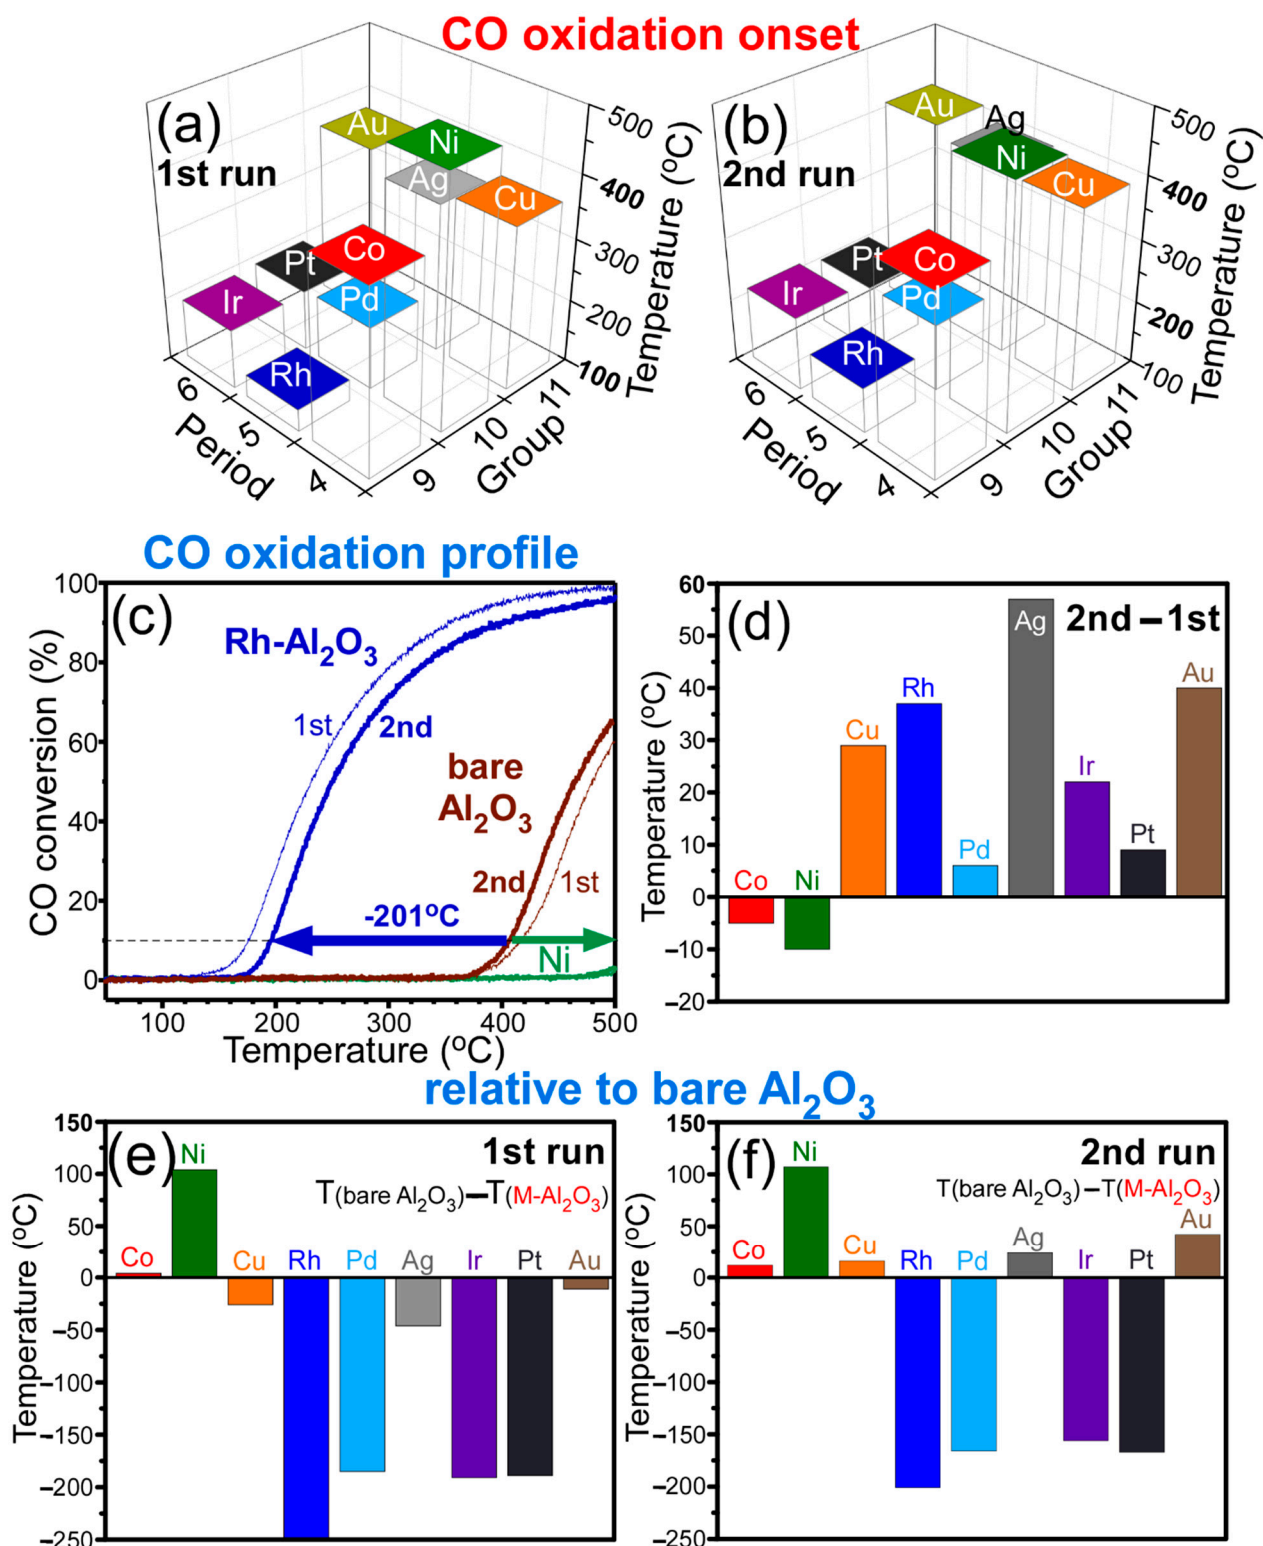 CO oxidation onset
(a)
1st run
Au
Ni
Ag
Cu
Co
Pt
Pd
Ir
Rh
500
400
300
200
100
Temperature (ºC)
6
5
4
Period
9
10
11
Group
(b)
2nd run
Au
Ag
Ni
Cu
Co
Pt
Pd
Ir
Rh
500
400
300
200
100
Temperature (ºC)
6
5
4
Period
9
10
11
Group
CO oxidation profile
(c)
100
80
60
40
20
0
CO conversion (%)
Rh-Al₂O₃
1st
2nd
bare
Al₂O₃
2nd
1st
-201ºC
Ni
100
200
300
400
500
Temperature (ºC)
(d)
2nd – 1st
60
50
40
30
20
10
0
–10
–20
Temperature (ºC)
Co
Ni
Cu
Rh
Pd
Ag
Ir
Pt
Au
relative to bare Al₂O₃
(e)
1st run
T(bare Al₂O₃)–T(M-Al₂O₃)
150
100
50
0
–50
–100
–150
–200
–250
Temperature (ºC)
Co
Ni
Cu
Rh
Pd
Ag
Ir
Pt
Au
(f)
2nd run
T(bare Al₂O₃)–T(M-Al₂O₃)
150
100
50
0
–50
–100
–150
–200
–250
Temperature (ºC)
Co
Ni
Cu
Rh
Pd
Ag
Ir
Pt
Au